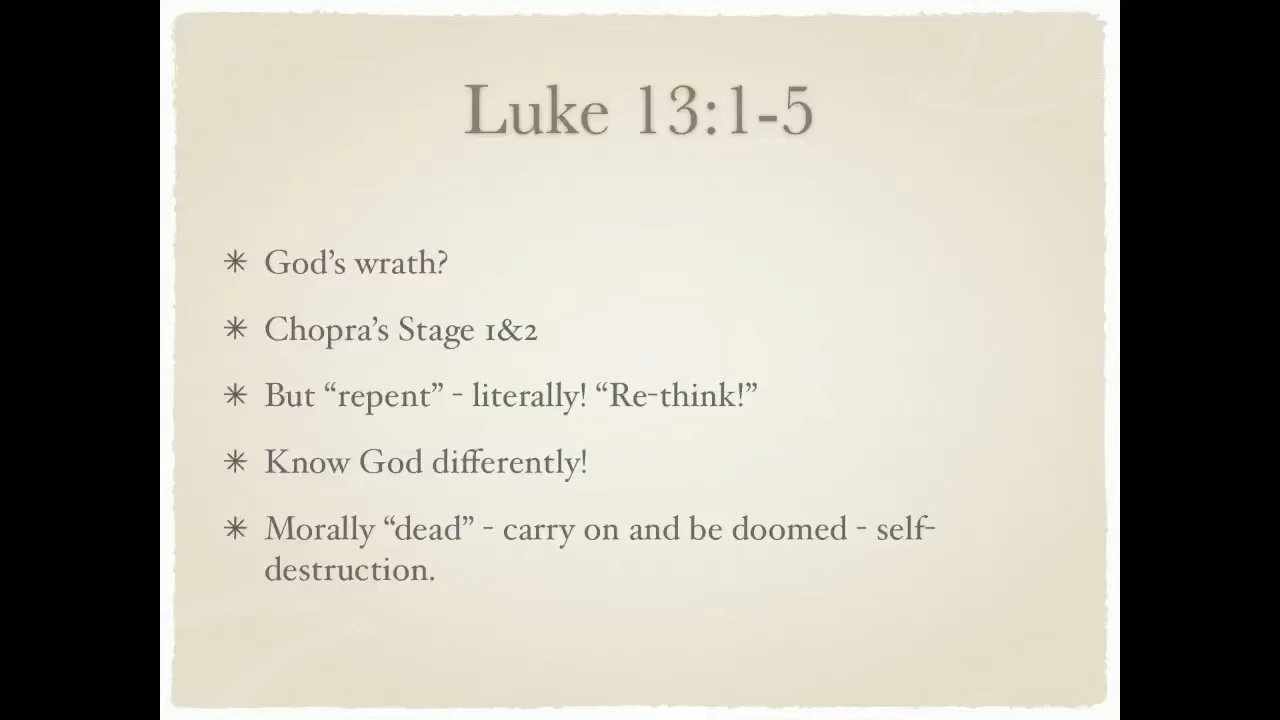 Luke 13:1-5
✴ God’s wrath?
✴ Chopra’s Stage 1&2
✴ But “repent” - literally! “Re-think!”
✴ Know God differently!
✴ Morally “dead” - carry on and be doomed - self-
destruction.